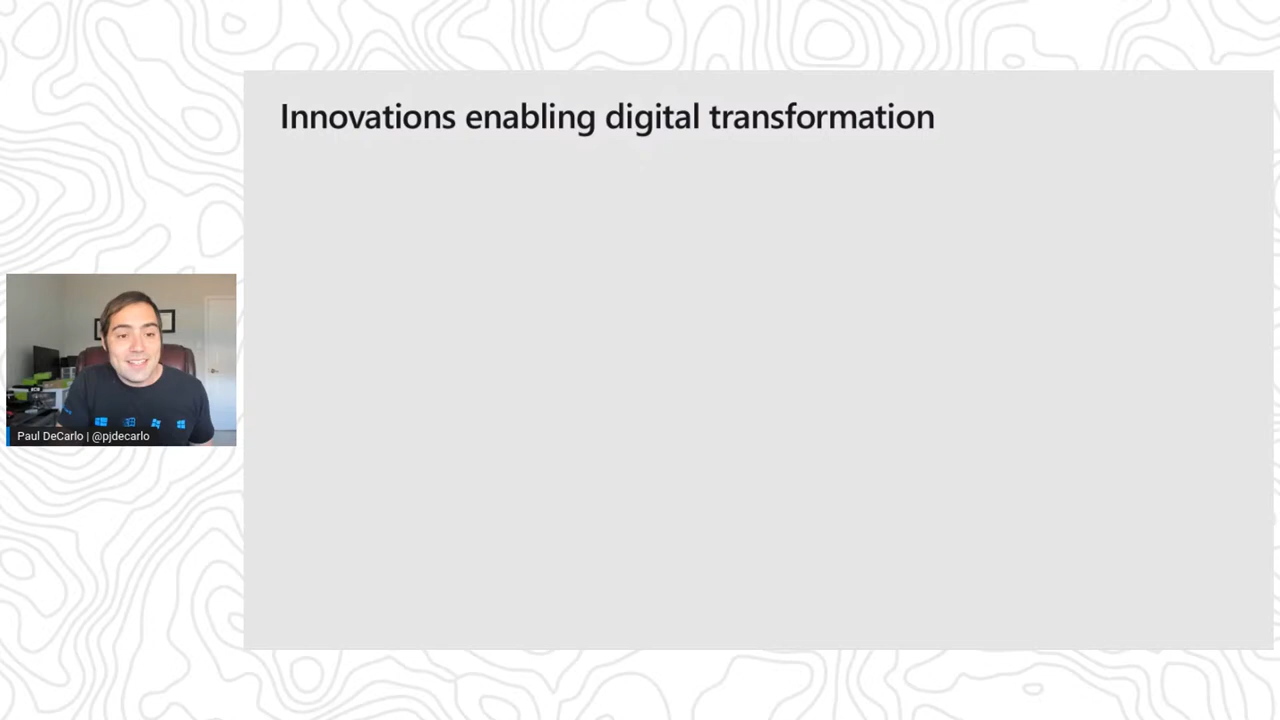 Innovations enabling digital transformation
Paul DeCarlo | @pjdecarlo